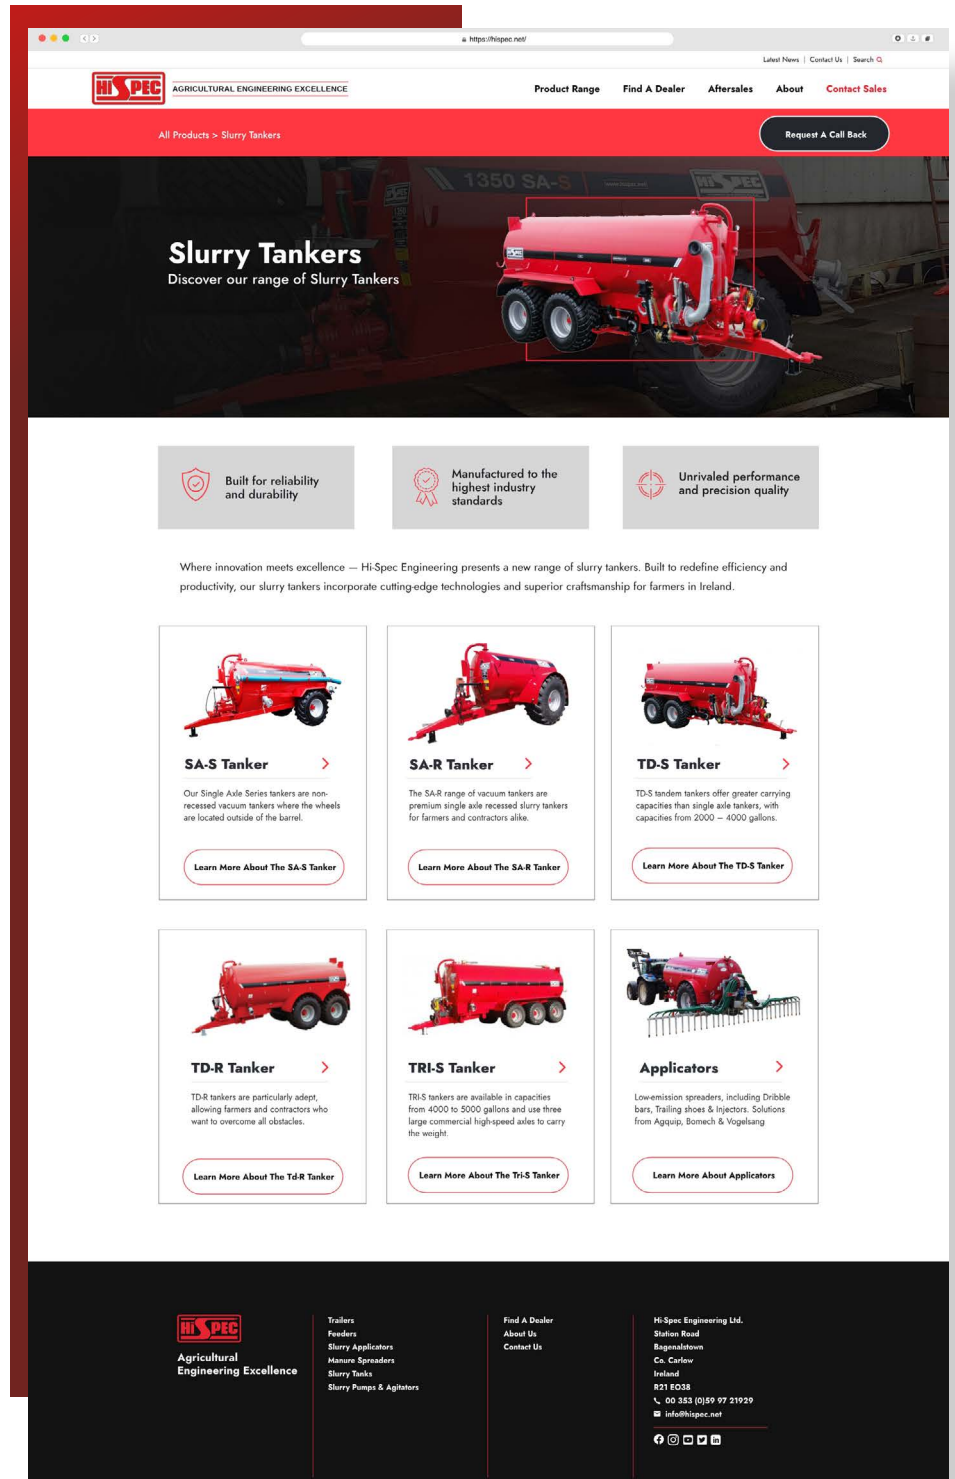 https://hispec.net/
Latest News | Contact Us | Search
HiSPEC
AGRICULTURAL ENGINEERING EXCELLENCE
Product Range
Find A Dealer
Aftersales
About
Contact Sales
All Products > Slurry Tankers
Request A Call Back
1350 SA-S
HiSPEC
Slurry Tankers
Discover our range of Slurry Tankers
Built for reliability
and durability
Manufactured to the
highest industry
standards
Unrivaled performance
and precision quality
Where innovation meets excellence — Hi-Spec Engineering presents a new range of slurry tankers. Built to redefine efficiency and
productivity, our slurry tankers incorporate cutting-edge technologies and superior craftsmanship for farmers in Ireland.
SA-S Tanker
Our Single Axle Series tankers are non-
recessed vacuum tankers where the wheels
are located outside of the barrel.
Learn More About The SA-S Tanker
SA-R Tanker
The SA-R range of vacuum tankers are
premium single axle recessed slurry tankers
for farmers and contractors alike.
Learn More About The SA-R Tanker
TD-S Tanker
TD-S tandem tankers offer greater carrying
capacities than single axle tankers, with
capacities from 2000 – 4000 gallons.
Learn More About The TD-S Tanker
TD-R Tanker
TD-R tankers are particularly adept,
allowing farmers and contractors who
want to overcome all obstacles.
Learn More About The Td-R Tanker
TRI-S Tanker
TRI-S tankers are available in capacities
from 4000 to 5000 gallons and use three
large commercial high-speed axles to carry
the weight.
Learn More About The Tri-S Tanker
Applicators
Low-emission spreaders, including Dribble
bars, Trailing shoes & Injectors. Solutions
from Agquip, Bomech & Vogelsang
Learn More About Applicators
HiSPEC
Agricultural
Engineering Excellence
Trailers
Feeders
Slurry Applicators
Manure Spreaders
Slurry Tanks
Slurry Pumps & Agitators
Find A Dealer
About Us
Contact Us
Hi-Spec Engineering Ltd.
Station Road
Bagenalstown
Co. Carlow
Ireland
R21 EO38
00 353 (0)59 97 21929
info@hispec.net